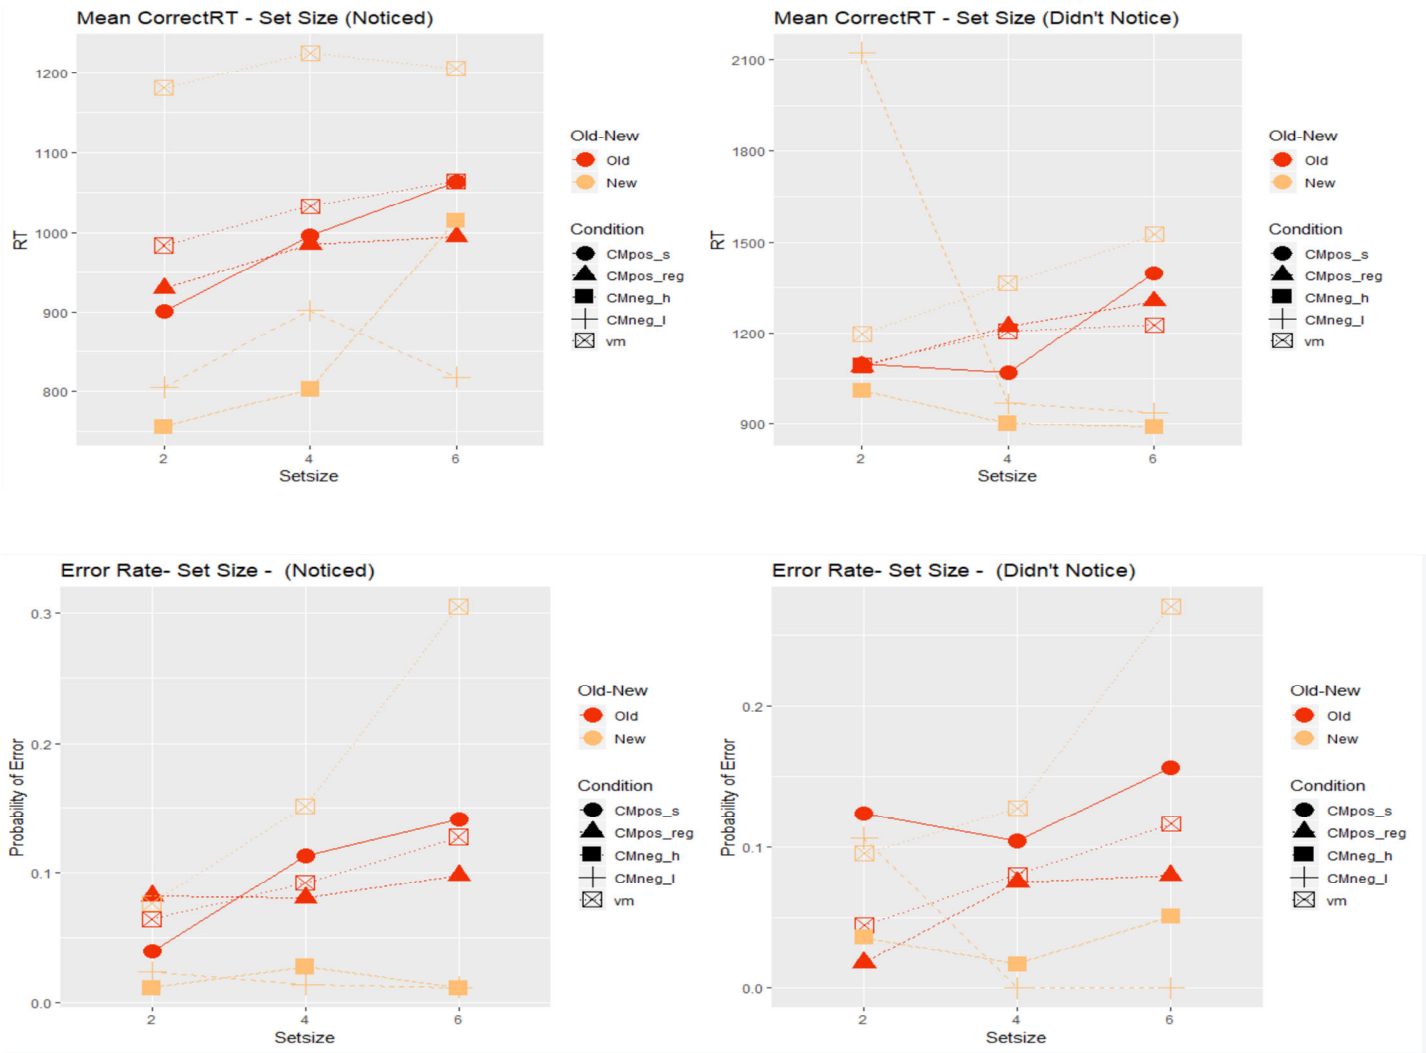 Mean CorrectRT - Set Size (Noticed)
1200
1100
1000
900
800
RT
2
4
6
Setsize
Old-New
Old
New
Condition
CMpos_s
CMpos_reg
CMneg_h
CMneg_l
vm
Mean CorrectRT - Set Size (Didn't Notice)
2100
1800
1500
1200
900
RT
2
4
6
Setsize
Old-New
Old
New
Condition
CMpos_s
CMpos_reg
CMneg_h
CMneg_l
vm
Error Rate- Set Size - (Noticed)
0.3
0.2
0.1
0.0
Probability of Error
2
4
6
Setsize
Old-New
Old
New
Condition
CMpos_s
CMpos_reg
CMneg_h
CMneg_l
vm
Error Rate- Set Size - (Didn't Notice)
0.2
0.1
0.0
Probability of Error
2
4
6
Setsize
Old-New
Old
New
Condition
CMpos_s
CMpos_reg
CMneg_h
CMneg_l
vm